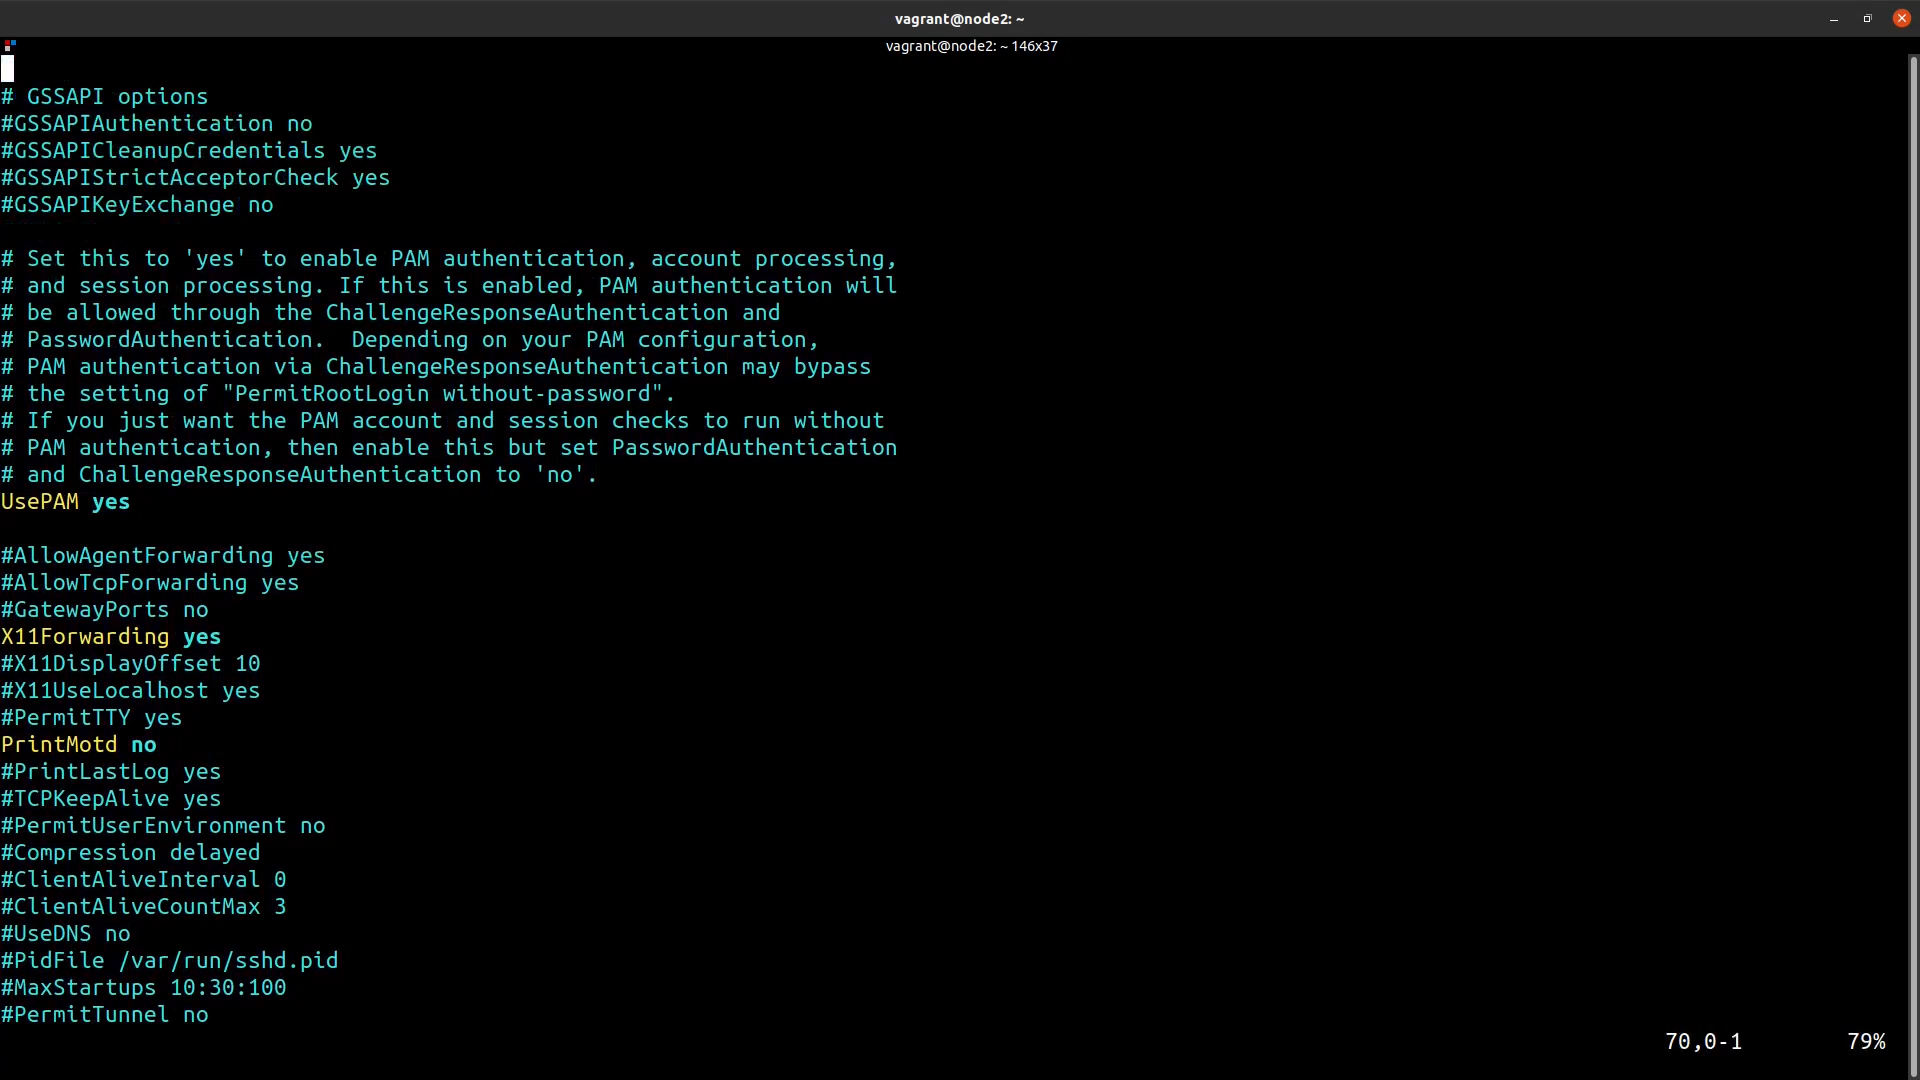 vagrant@node2: ~
vagrant@node2: ~ 146x37
# GSSAPI options
#GSSAPIAuthentication no
#GSSAPICleanupCredentials yes
#GSSAPIStrictAcceptorCheck yes
#GSSAPIKeyExchange no
# Set this to 'yes' to enable PAM authentication, account processing,
# and session processing. If this is enabled, PAM authentication will
# be allowed through the ChallengeResponseAuthentication and
# PasswordAuthentication.  Depending on your PAM configuration,
# PAM authentication via ChallengeResponseAuthentication may bypass
# the setting of "PermitRootLogin without-password".
# If you just want the PAM account and session checks to run without
# PAM authentication, then enable this but set PasswordAuthentication
# and ChallengeResponseAuthentication to 'no'.
UsePAM yes
#AllowAgentForwarding yes
#AllowTcpForwarding yes
#GatewayPorts no
X11Forwarding yes
#X11DisplayOffset 10
#X11UseLocalhost yes
#PermitTTY yes
PrintMotd no
#PrintLastLog yes
#TCPKeepAlive yes
#PermitUserEnvironment no
#Compression delayed
#ClientAliveInterval 0
#ClientAliveCountMax 3
#UseDNS no
#PidFile /var/run/sshd.pid
#MaxStartups 10:30:100
#PermitTunnel no
70,0-1 79%